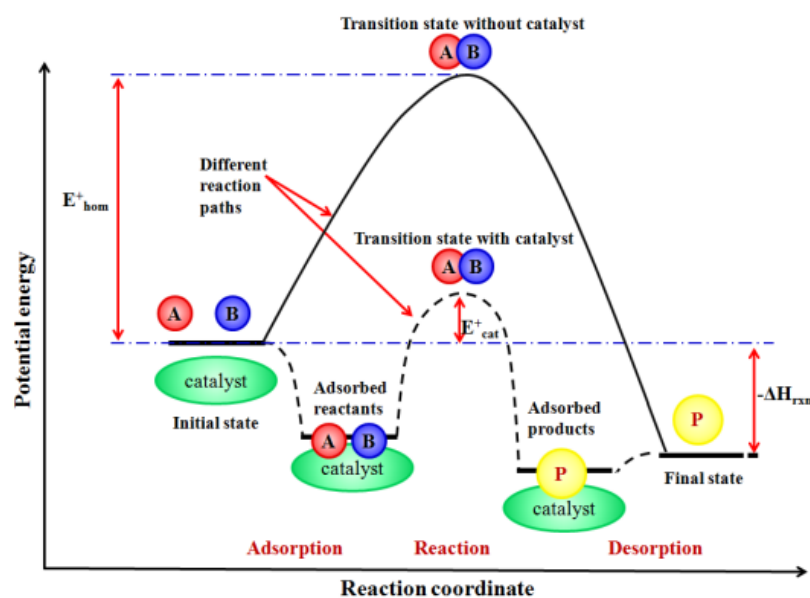 Transition state without catalyst
A B
Different
reaction
paths
E⁺hom
Transition state with catalyst
A B
Potential energy
A B
E⁺cat
catalyst
Initial state
Adsorbed
reactants
A B
catalyst
Adsorbed
products
P
catalyst
-ΔHrxn
P
Final state
Adsorption Reaction Desorption
Reaction coordinate